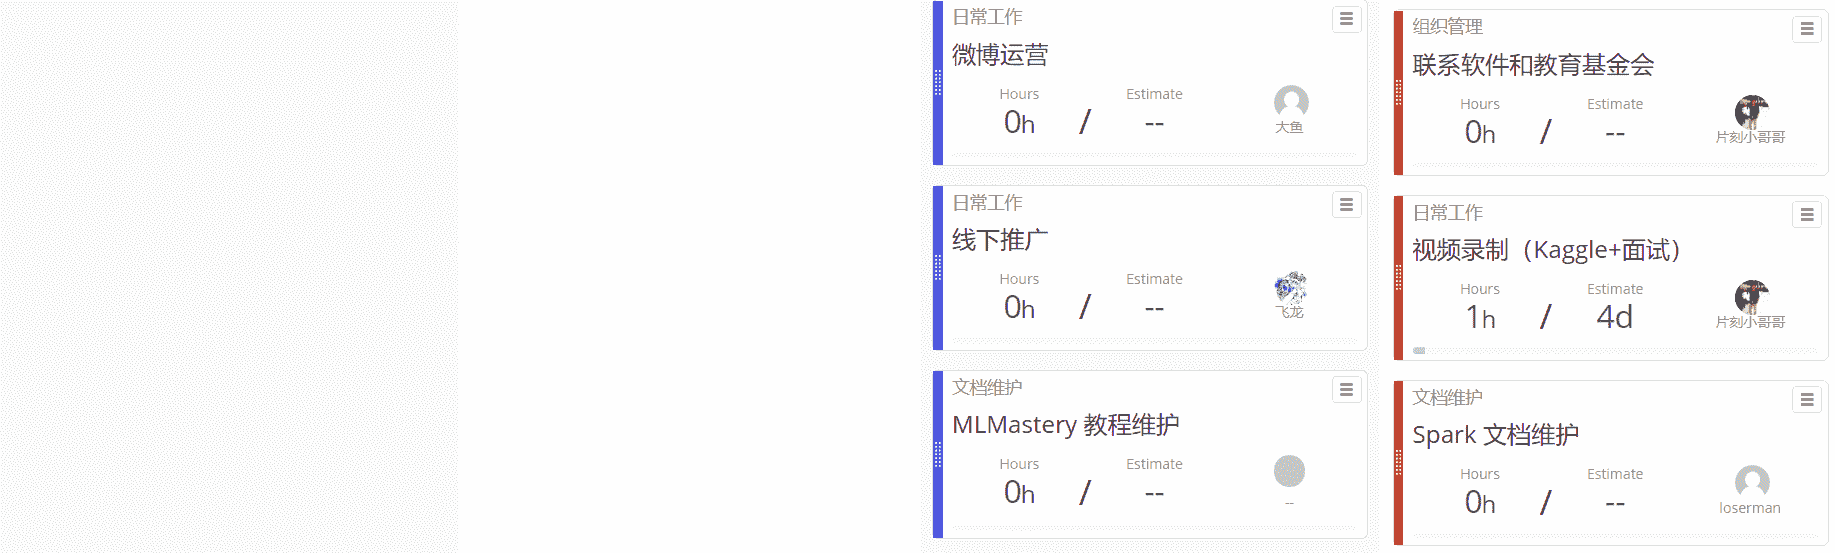 日常工作
微博运营
Hours
Estimate
0h / --
大鱼
日常工作
线下推广
Hours
Estimate
0h / --
飞龙
文档维护
MLMastery 教程维护
Hours
Estimate
0h / --
--
组织管理
联系软件和教育基金会
Hours
Estimate
0h / --
片刻小哥哥
日常工作
视频录制（Kaggle+面试）
Hours
Estimate
1h / 4d
片刻小哥哥
文档维护
Spark 文档维护
Hours
Estimate
0h / --
loserman